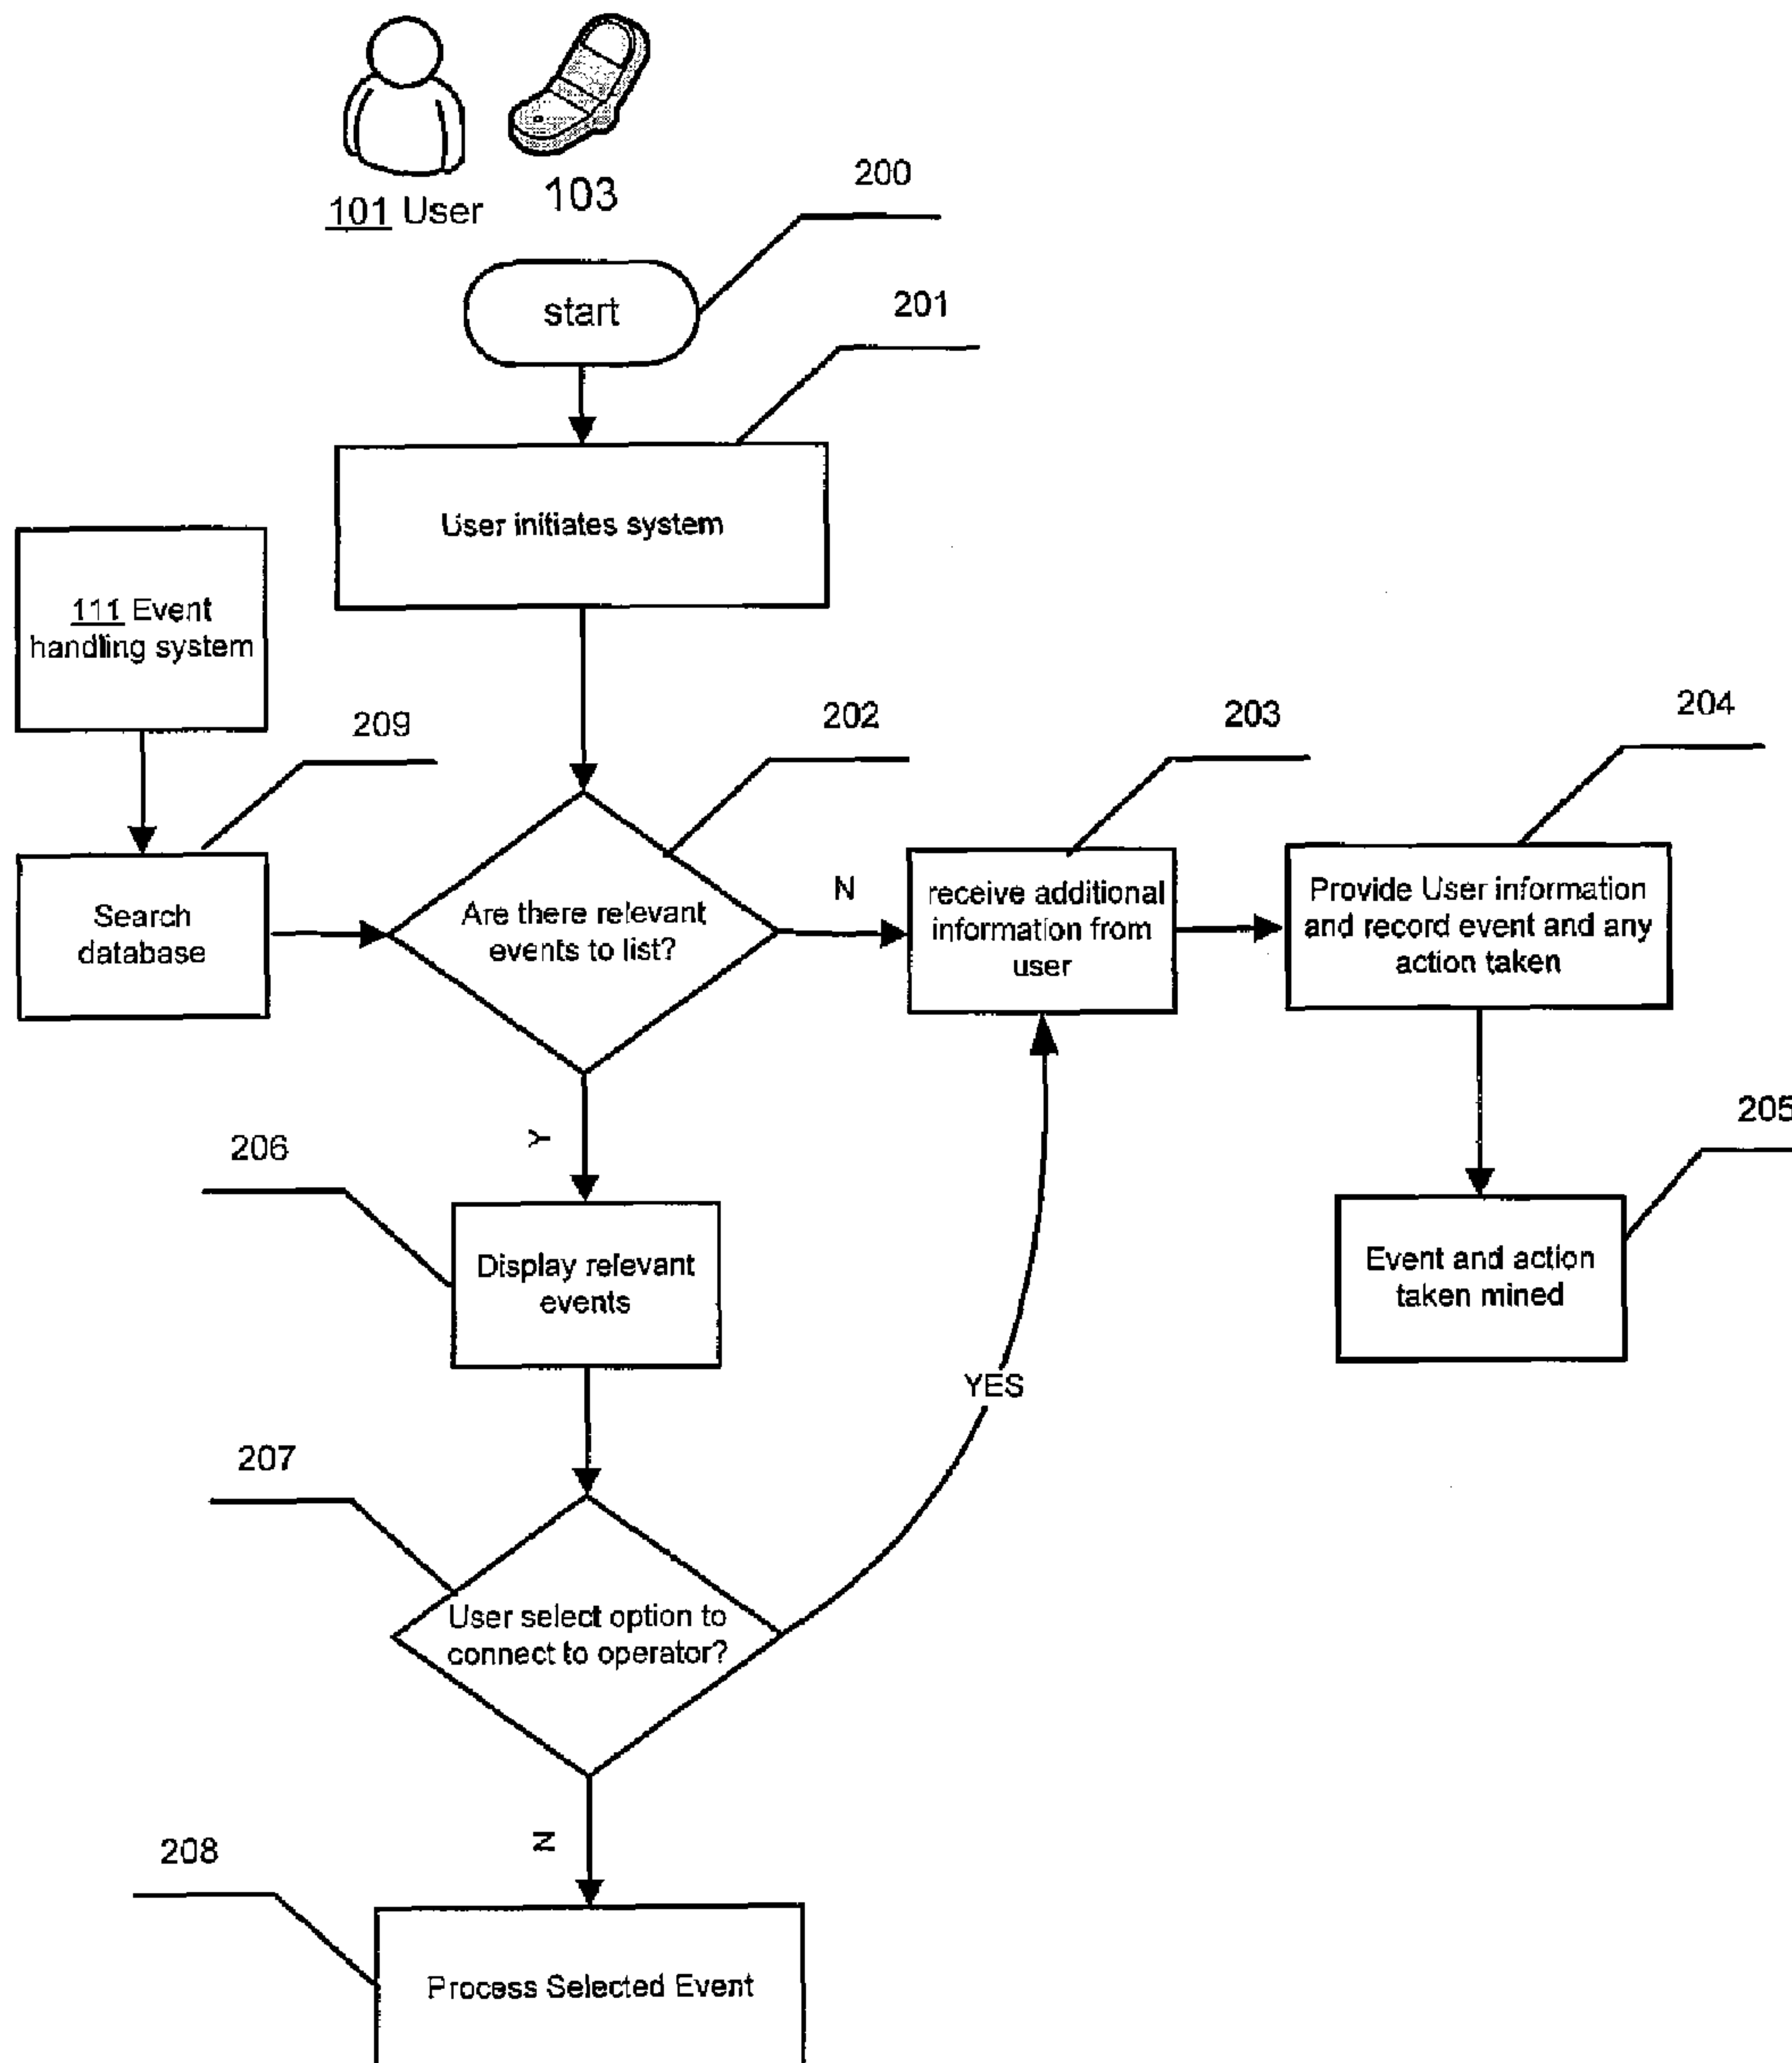 101 User
103
200
start
201
User initiates system
111 Event
handling system
209
202
203
204
Search
database
Are there relevant
events to list?
N
receive additional
information from
user
Provide User information
and record event and any
action taken
Y
205
206
Display relevant
events
Event and action
taken mined
YES
207
User select option to
connect to operator?
N
208
Process Selected Event